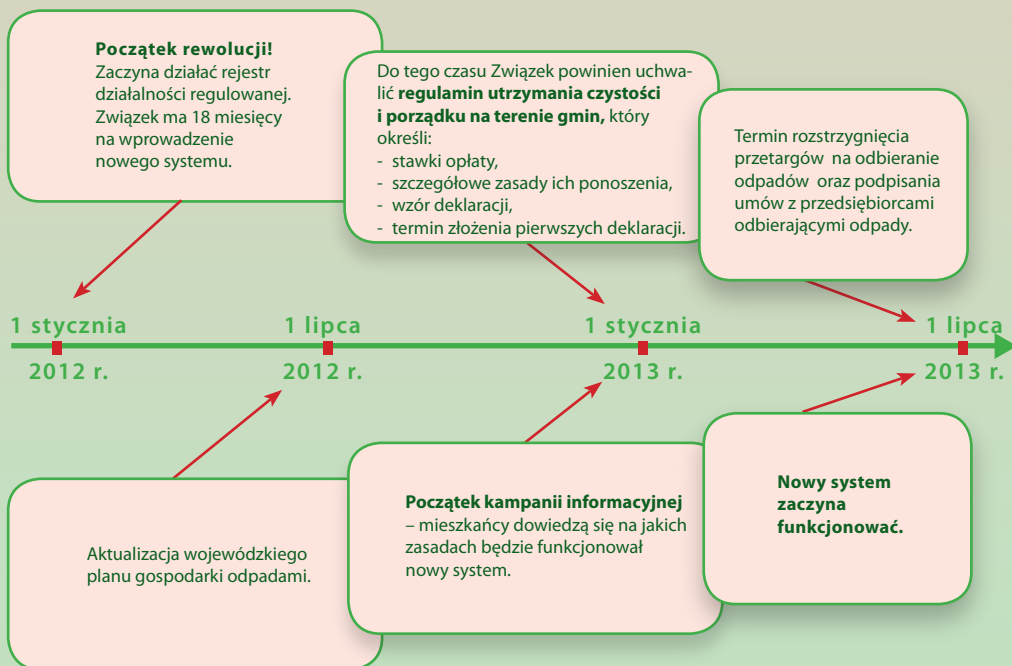 Początek rewolucji!
Zaczyna działać rejestr
działalności regulowanej.
Związek ma 18 miesięcy
na wprowadzenie
nowego systemu.
Do tego czasu Związek powinien uchwa-
lić regulamin utrzymania czystości
i porządku na terenie gmin, który
określi:
- stawki opłaty,
- szczegółowe zasady ich ponoszenia,
- wzór deklaracji,
- termin złożenia pierwszych deklaracji.
Termin rozstrzygnięcia
przetargów na odbieranie
odpadów oraz podpisania
umów z przedsiębiorcami
odbierającymi odpady.
1 stycznia
2012 r.
1 lipca
2012 r.
1 stycznia
2013 r.
1 lipca
2013 r.
Aktualizacja wojewódzkiego
planu gospodarki odpadami.
Początek kampanii informacyjnej
– mieszkańcy dowiedzą się na jakich
zasadach będzie funkcjonował
nowy system.
Nowy system
zaczyna
funkcjonować.